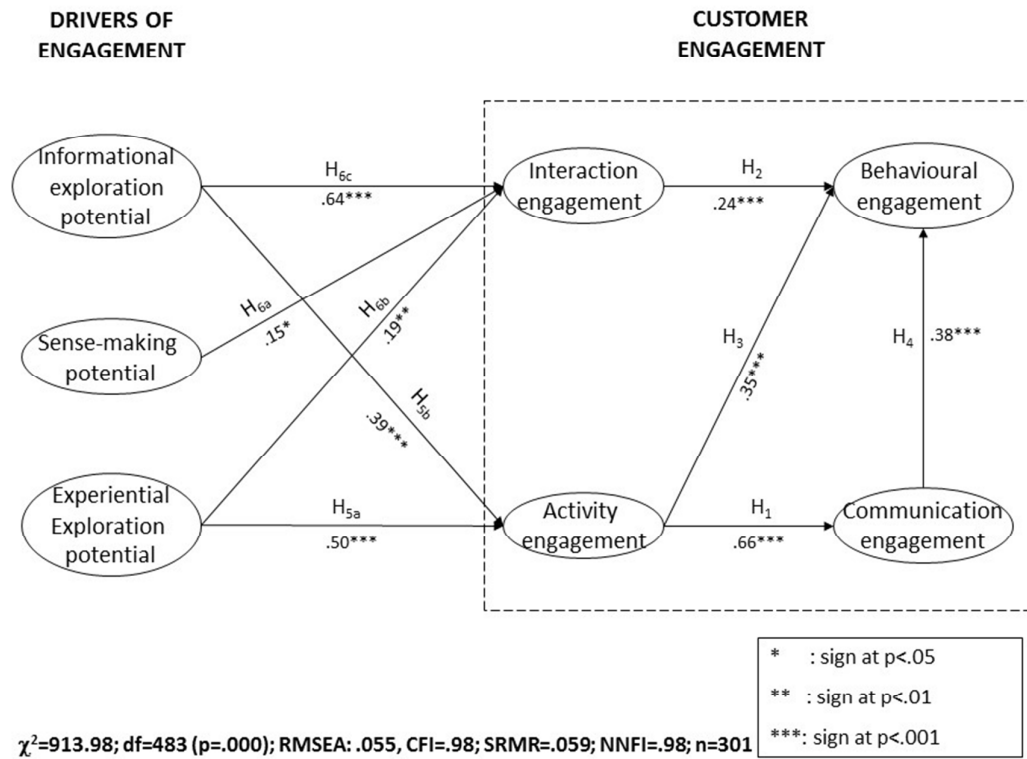 DRIVERS OF
ENGAGEMENT
CUSTOMER
ENGAGEMENT
Informational
exploration
potential
H6c
.64***
Interaction
engagement
H2
.24***
Behavioural
engagement
H6a
.15*
H6b
.19**
Sense-making
potential
H5b
.39***
H3
.35***
H4
.38***
Experiential
Exploration
potential
H5a
.50***
Activity
engagement
H1
.66***
Communication
engagement
* : sign at p<.05
** : sign at p<.01
***: sign at p<.001
χ²=913.98; df=483 (p=.000); RMSEA: .055, CFI=.98; SRMR=.059; NNFI=.98; n=301